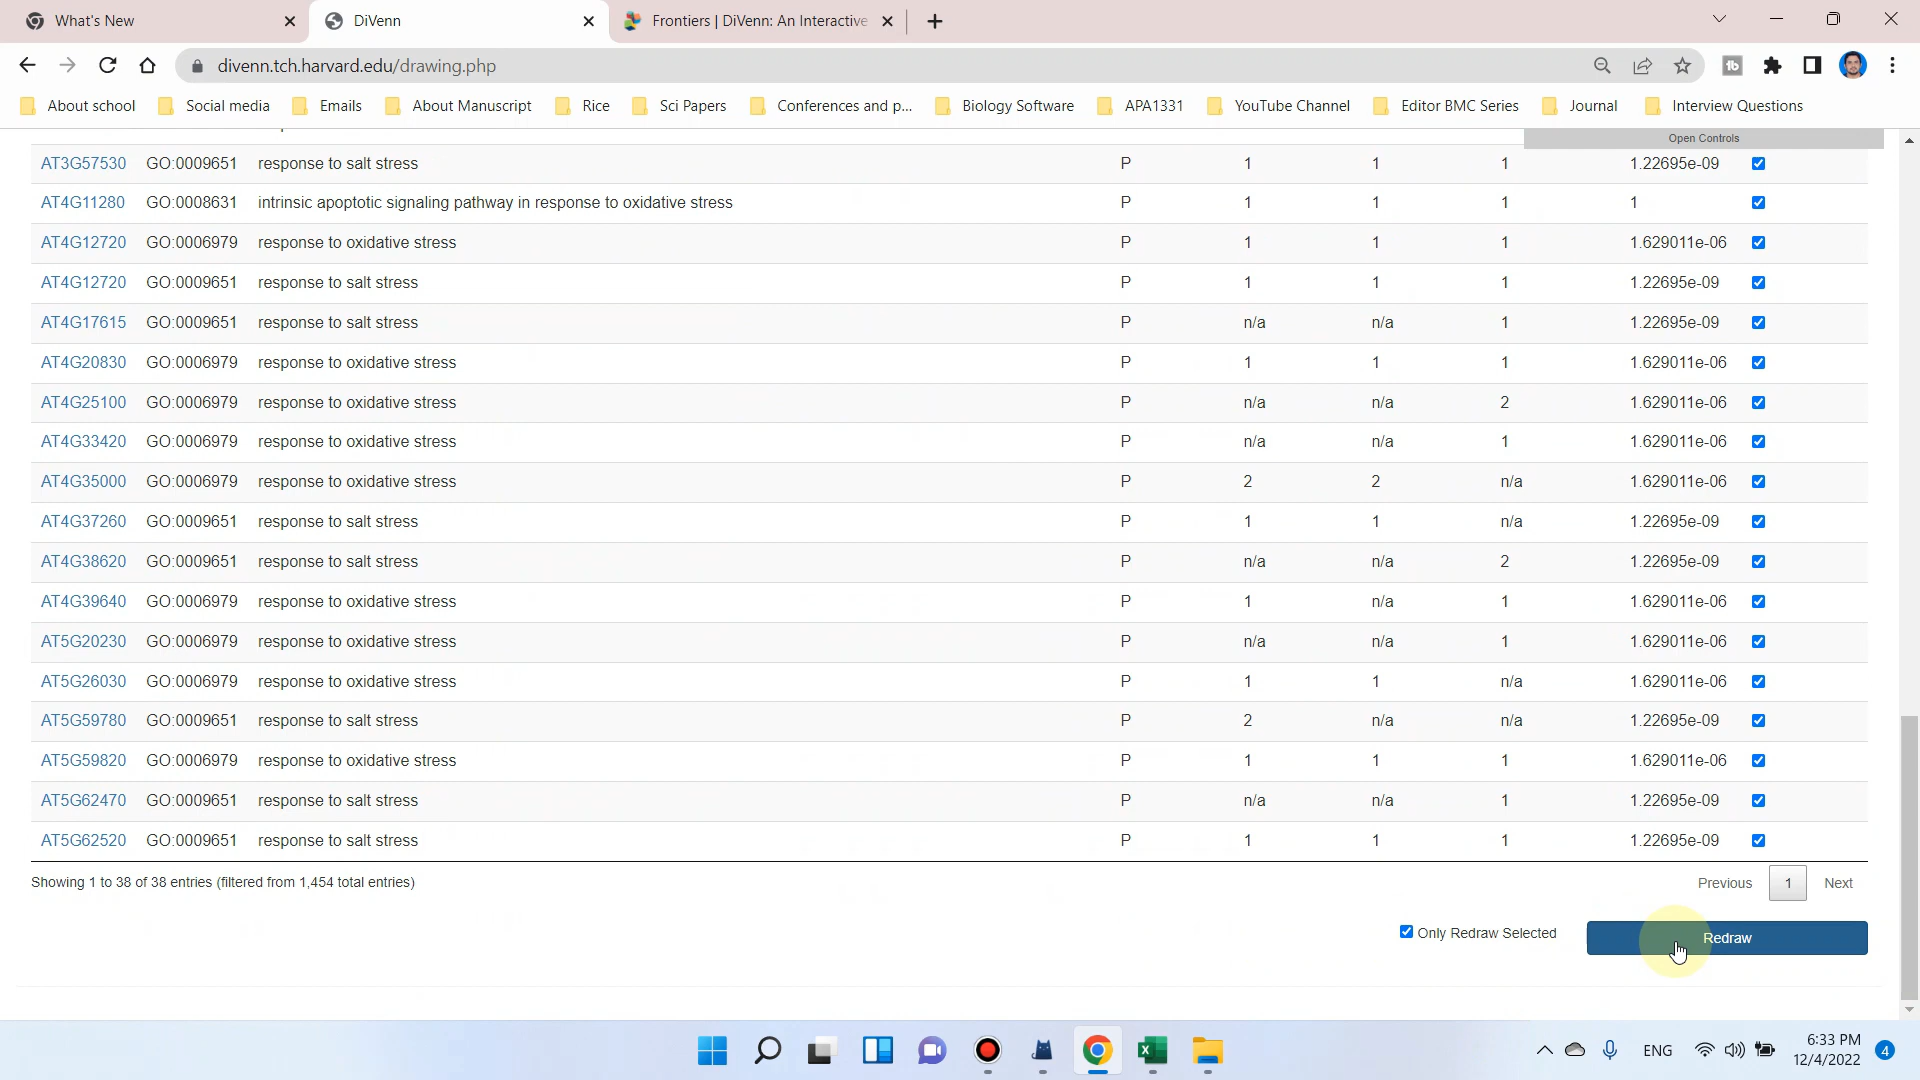 What's New
DiVenn
Frontiers | DiVenn: An Interactive
divenn.tch.harvard.edu/drawing.php
About school
Social media
Emails
About Manuscript
Rice
Sci Papers
Conferences and p...
Biology Software
APA1331
YouTube Channel
Editor BMC Series
Journal
Interview Questions
Open Controls
AT3G57530 GO:0009651 response to salt stress P 1 1 1 1.22695e-09
AT4G11280 GO:0008631 intrinsic apoptotic signaling pathway in response to oxidative stress P 1 1 1 1
AT4G12720 GO:0006979 response to oxidative stress P 1 1 1 1.629011e-06
AT4G12720 GO:0009651 response to salt stress P 1 1 1 1.22695e-09
AT4G17615 GO:0009651 response to salt stress P n/a n/a 1 1.22695e-09
AT4G20830 GO:0006979 response to oxidative stress P 1 1 1 1.629011e-06
AT4G25100 GO:0006979 response to oxidative stress P n/a n/a 2 1.629011e-06
AT4G33420 GO:0006979 response to oxidative stress P n/a n/a 1 1.629011e-06
AT4G35000 GO:0006979 response to oxidative stress P 2 2 n/a 1.629011e-06
AT4G37260 GO:0009651 response to salt stress P 1 1 n/a 1.22695e-09
AT4G38620 GO:0009651 response to salt stress P n/a n/a 2 1.22695e-09
AT4G39640 GO:0006979 response to oxidative stress P 1 n/a 1 1.629011e-06
AT5G20230 GO:0006979 response to oxidative stress P n/a n/a 1 1.629011e-06
AT5G26030 GO:0006979 response to oxidative stress P 1 1 n/a 1.629011e-06
AT5G59780 GO:0009651 response to salt stress P 2 n/a n/a 1.22695e-09
AT5G59820 GO:0006979 response to oxidative stress P 1 1 1 1.629011e-06
AT5G62470 GO:0009651 response to salt stress P n/a n/a 1 1.22695e-09
AT5G62520 GO:0009651 response to salt stress P 1 1 1 1.22695e-09
Showing 1 to 38 of 38 entries (filtered from 1,454 total entries)
Previous 1 Next
Only Redraw Selected
Redraw
ENG
6:33 PM
12/4/2022
4